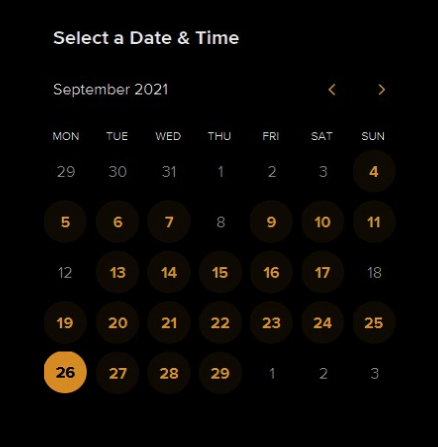 Select a Date & Time
September 2021
MON TUE WED THU FRI SAT SUN
29 30 31 1 2 3 4
5 6 7 8 9 10 11
12 13 14 15 16 17 18
19 20 21 22 23 24 25
26 27 28 29 1 2 3